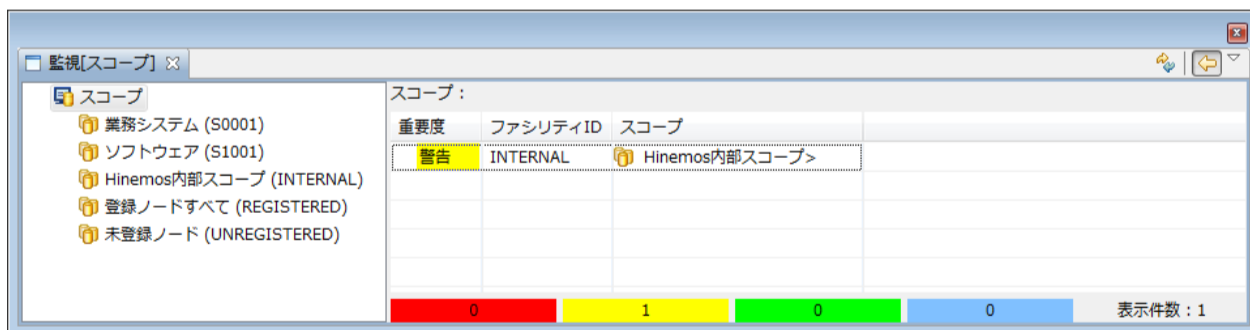 監視[スコープ]
スコープ
業務システム (S0001)
ソフトウェア (S1001)
Hinemos内部スコープ (INTERNAL)
登録ノードすべて (REGISTERED)
未登録ノード (UNREGISTERED)
スコープ :
重要度 ファシリティID スコープ
警告 INTERNAL Hinemos内部スコープ>
0 1 0 0 表示件数 : 1